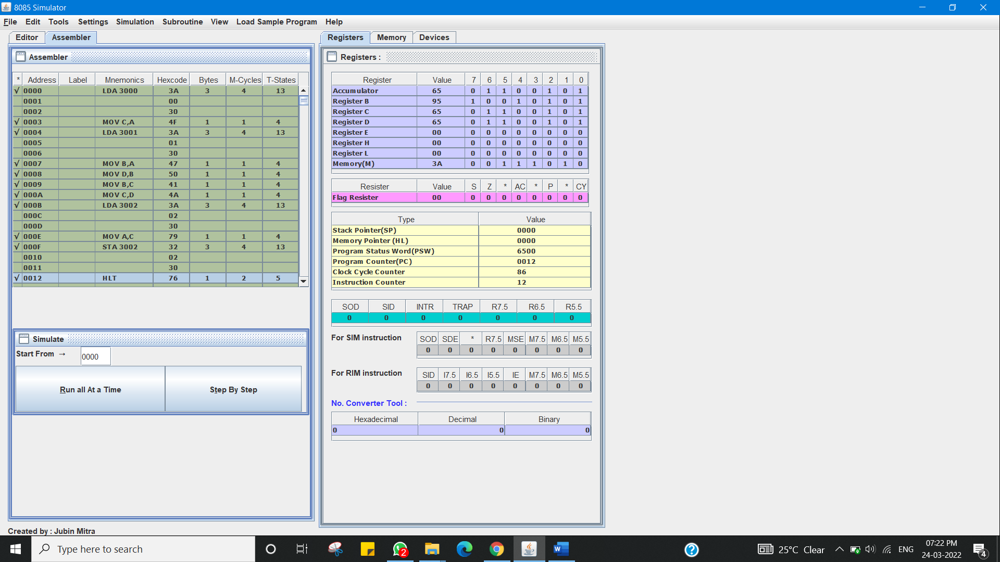 8085 Simulator
File Edit Tools Settings Simulation Subroutine View Load Sample Program Help
Editor Assembler
Assembler
* Address Label Mnemonics Hexcode Bytes M-Cycles T-States
√ 0000 LDA 3000 3A 3 4 13
0001 00
0002 30
√ 0003 MOV C,A 4F 1 1 4
√ 0004 LDA 3001 3A 3 4 13
0005 01
0006 30
√ 0007 MOV B,A 47 1 1 4
√ 0008 MOV D,B 50 1 1 4
√ 0009 MOV B,C 41 1 1 4
√ 000A MOV C,D 4A 1 1 4
√ 000B LDA 3002 3A 3 4 13
000C 02
000D 30
√ 000E MOV A,C 79 1 1 4
√ 000F STA 3002 32 3 4 13
0010 02
0011 30
√ 0012 HLT 76 1 2 5
Simulate
Start From → 0000
Run all At a Time Step By Step
Created by : Jubin Mitra
Registers Memory Devices
Registers :
Register Value 7 6 5 4 3 2 1 0
Accumulator 65 0 1 1 0 0 1 0 1
Register B 95 1 0 0 1 0 1 0 1
Register C 65 0 1 1 0 0 1 0 1
Register D 65 0 1 1 0 0 1 0 1
Register E 00 0 0 0 0 0 0 0 0
Register H 00 0 0 0 0 0 0 0 0
Register L 00 0 0 0 0 0 0 0 0
Memory(M) 3A 0 0 1 1 1 0 1 0
Resister Value S Z * AC * P * CY
Flag Resister 00 0 0 0 0 0 0 0 0
Type Value
Stack Pointer(SP) 0000
Memory Pointer (HL) 0000
Program Status Word(PSW) 6500
Program Counter(PC) 0012
Clock Cycle Counter 86
Instruction Counter 12
SOD SID INTR TRAP R7.5 R6.5 R5.5
0 0 0 0 0 0 0
For SIM instruction
SOD SDE * R7.5 MSE M7.5 M6.5 M5.5
0 0 0 0 0 0 0 0
For RIM instruction
SID I7.5 I6.5 I5.5 IE M7.5 M6.5 M5.5
0 0 0 0 0 0 0 0
No. Converter Tool :
Hexadecimal Decimal Binary
0 0 0
Type here to search
2
W
?
25°C Clear
ENG
07:22 PM
24-03-2022
4